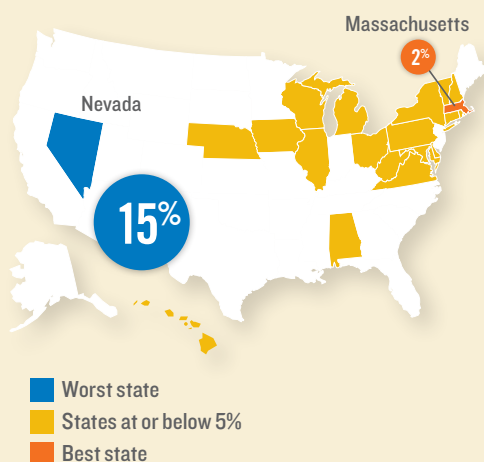 Massachusetts
2%
Nevada
15%
Worst state
States at or below 5%
Best state